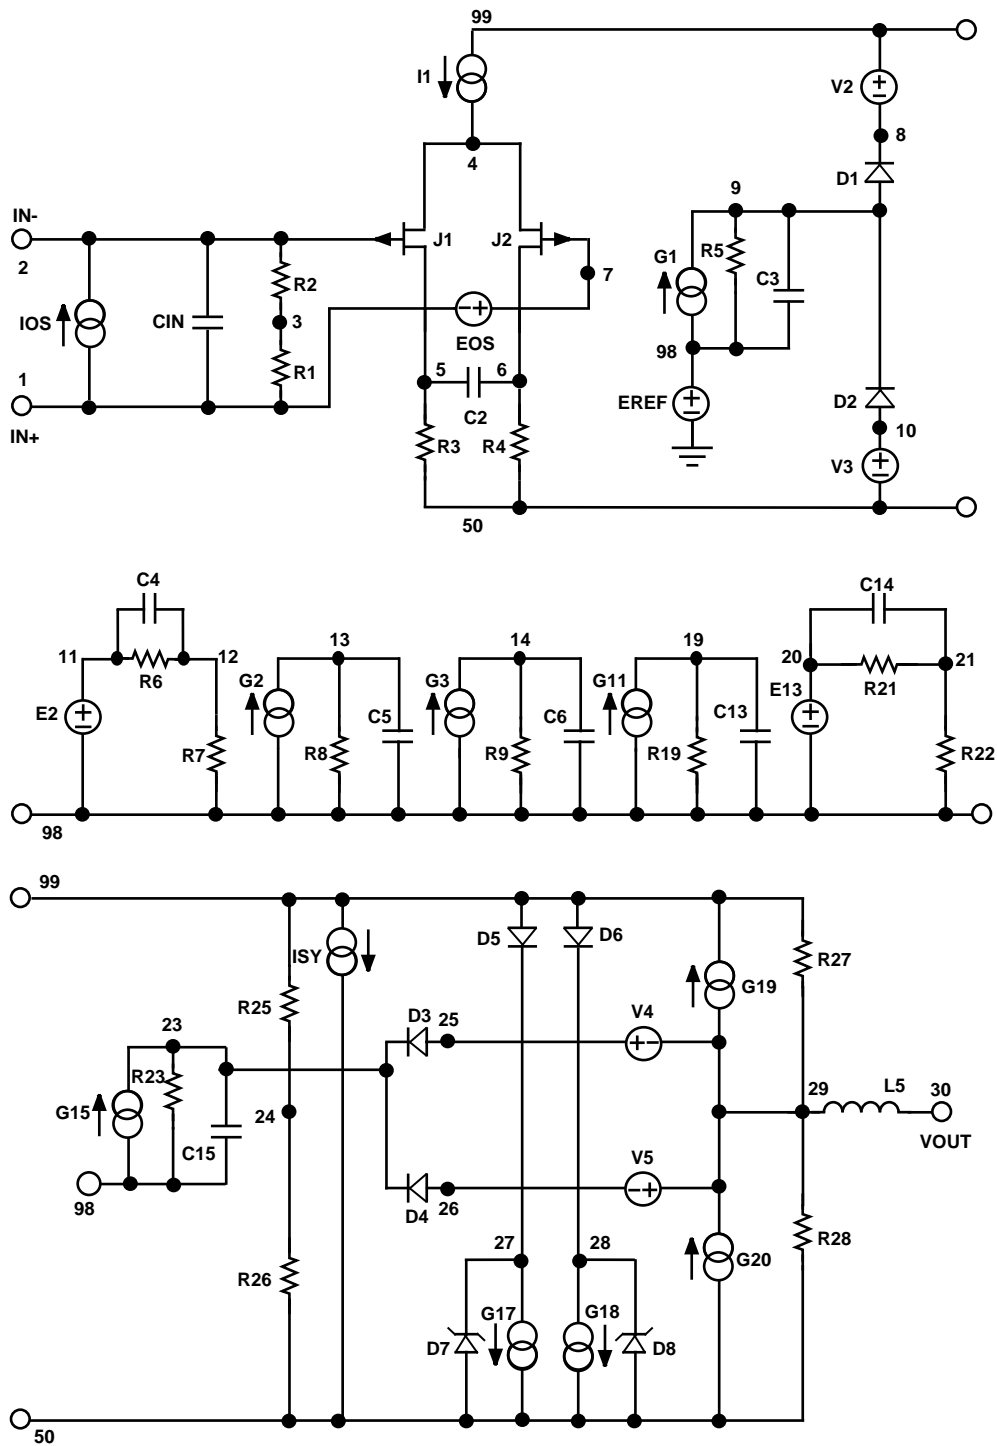 99
I1
V2
8
4
D1
IN-
9
2
J1
J2
G1
R5
C3
7
R2
IOS
CIN
3
EOS
98
1
R1
5
6
EREF
D2
IN+
C2
10
R3
R4
V3
50
C4
C14
11
12
13
14
19
20
21
R6
G2
G3
G11
R21
E2
E13
C5
C6
C13
R7
R8
R9
R19
R22
98
99
D5
D6
ISY
R27
G19
R25
D3
25
V4
23
R23
29
L5
30
G15
24
VOUT
C15
V5
98
D4
26
27
28
R28
G20
R26
G17
G18
D7
D8
50